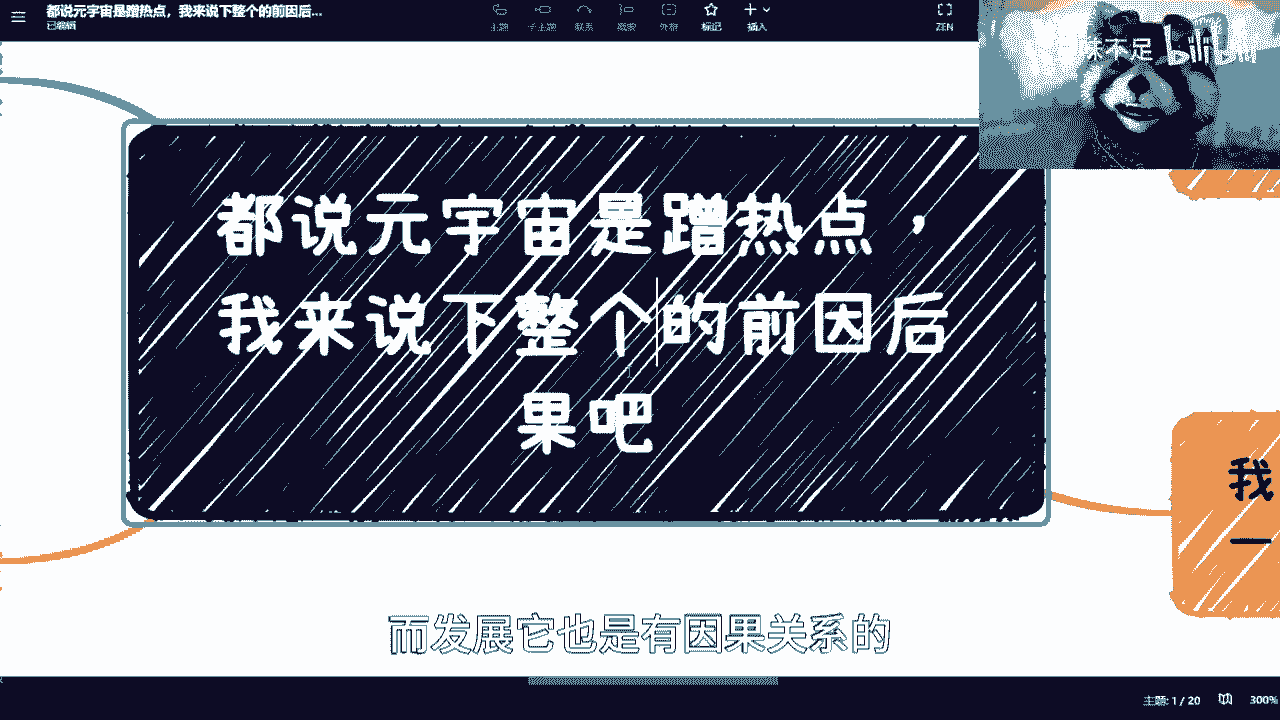 都说元宇宙是蹭热点，我来说下整个的前因后...
已编辑
主题
子主题
联系
概要
外框
标记
插入
ZEN
味不足
bilibili
都说元宇宙是蹭热点，
我来说下整个的前因后
果吧
我
一
而发展它也是有因果关系的
主题: 1 / 20
300%